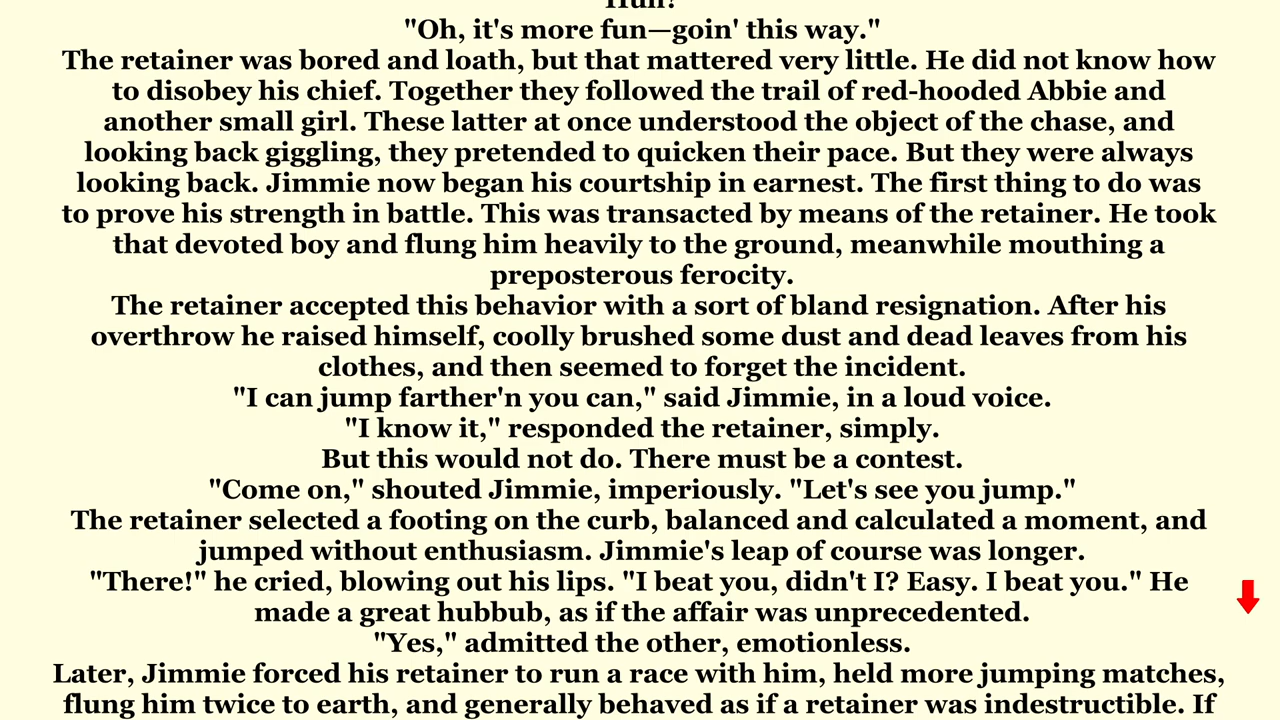 "Oh, it's more fun—goin' this way."
The retainer was bored and loath, but that mattered very little. He did not know how
to disobey his chief. Together they followed the trail of red-hooded Abbie and
another small girl. These latter at once understood the object of the chase, and
looking back giggling, they pretended to quicken their pace. But they were always
looking back. Jimmie now began his courtship in earnest. The first thing to do was
to prove his strength in battle. This was transacted by means of the retainer. He took
that devoted boy and flung him heavily to the ground, meanwhile mouthing a
preposterous ferocity.
The retainer accepted this behavior with a sort of bland resignation. After his
overthrow he raised himself, coolly brushed some dust and dead leaves from his
clothes, and then seemed to forget the incident.
"I can jump farther'n you can," said Jimmie, in a loud voice.
"I know it," responded the retainer, simply.
But this would not do. There must be a contest.
"Come on," shouted Jimmie, imperiously. "Let's see you jump."
The retainer selected a footing on the curb, balanced and calculated a moment, and
jumped without enthusiasm. Jimmie's leap of course was longer.
"There!" he cried, blowing out his lips. "I beat you, didn't I? Easy. I beat you." He
made a great hubbub, as if the affair was unprecedented.
"Yes," admitted the other, emotionless.
Later, Jimmie forced his retainer to run a race with him, held more jumping matches,
flung him twice to earth, and generally behaved as if a retainer was indestructible. If